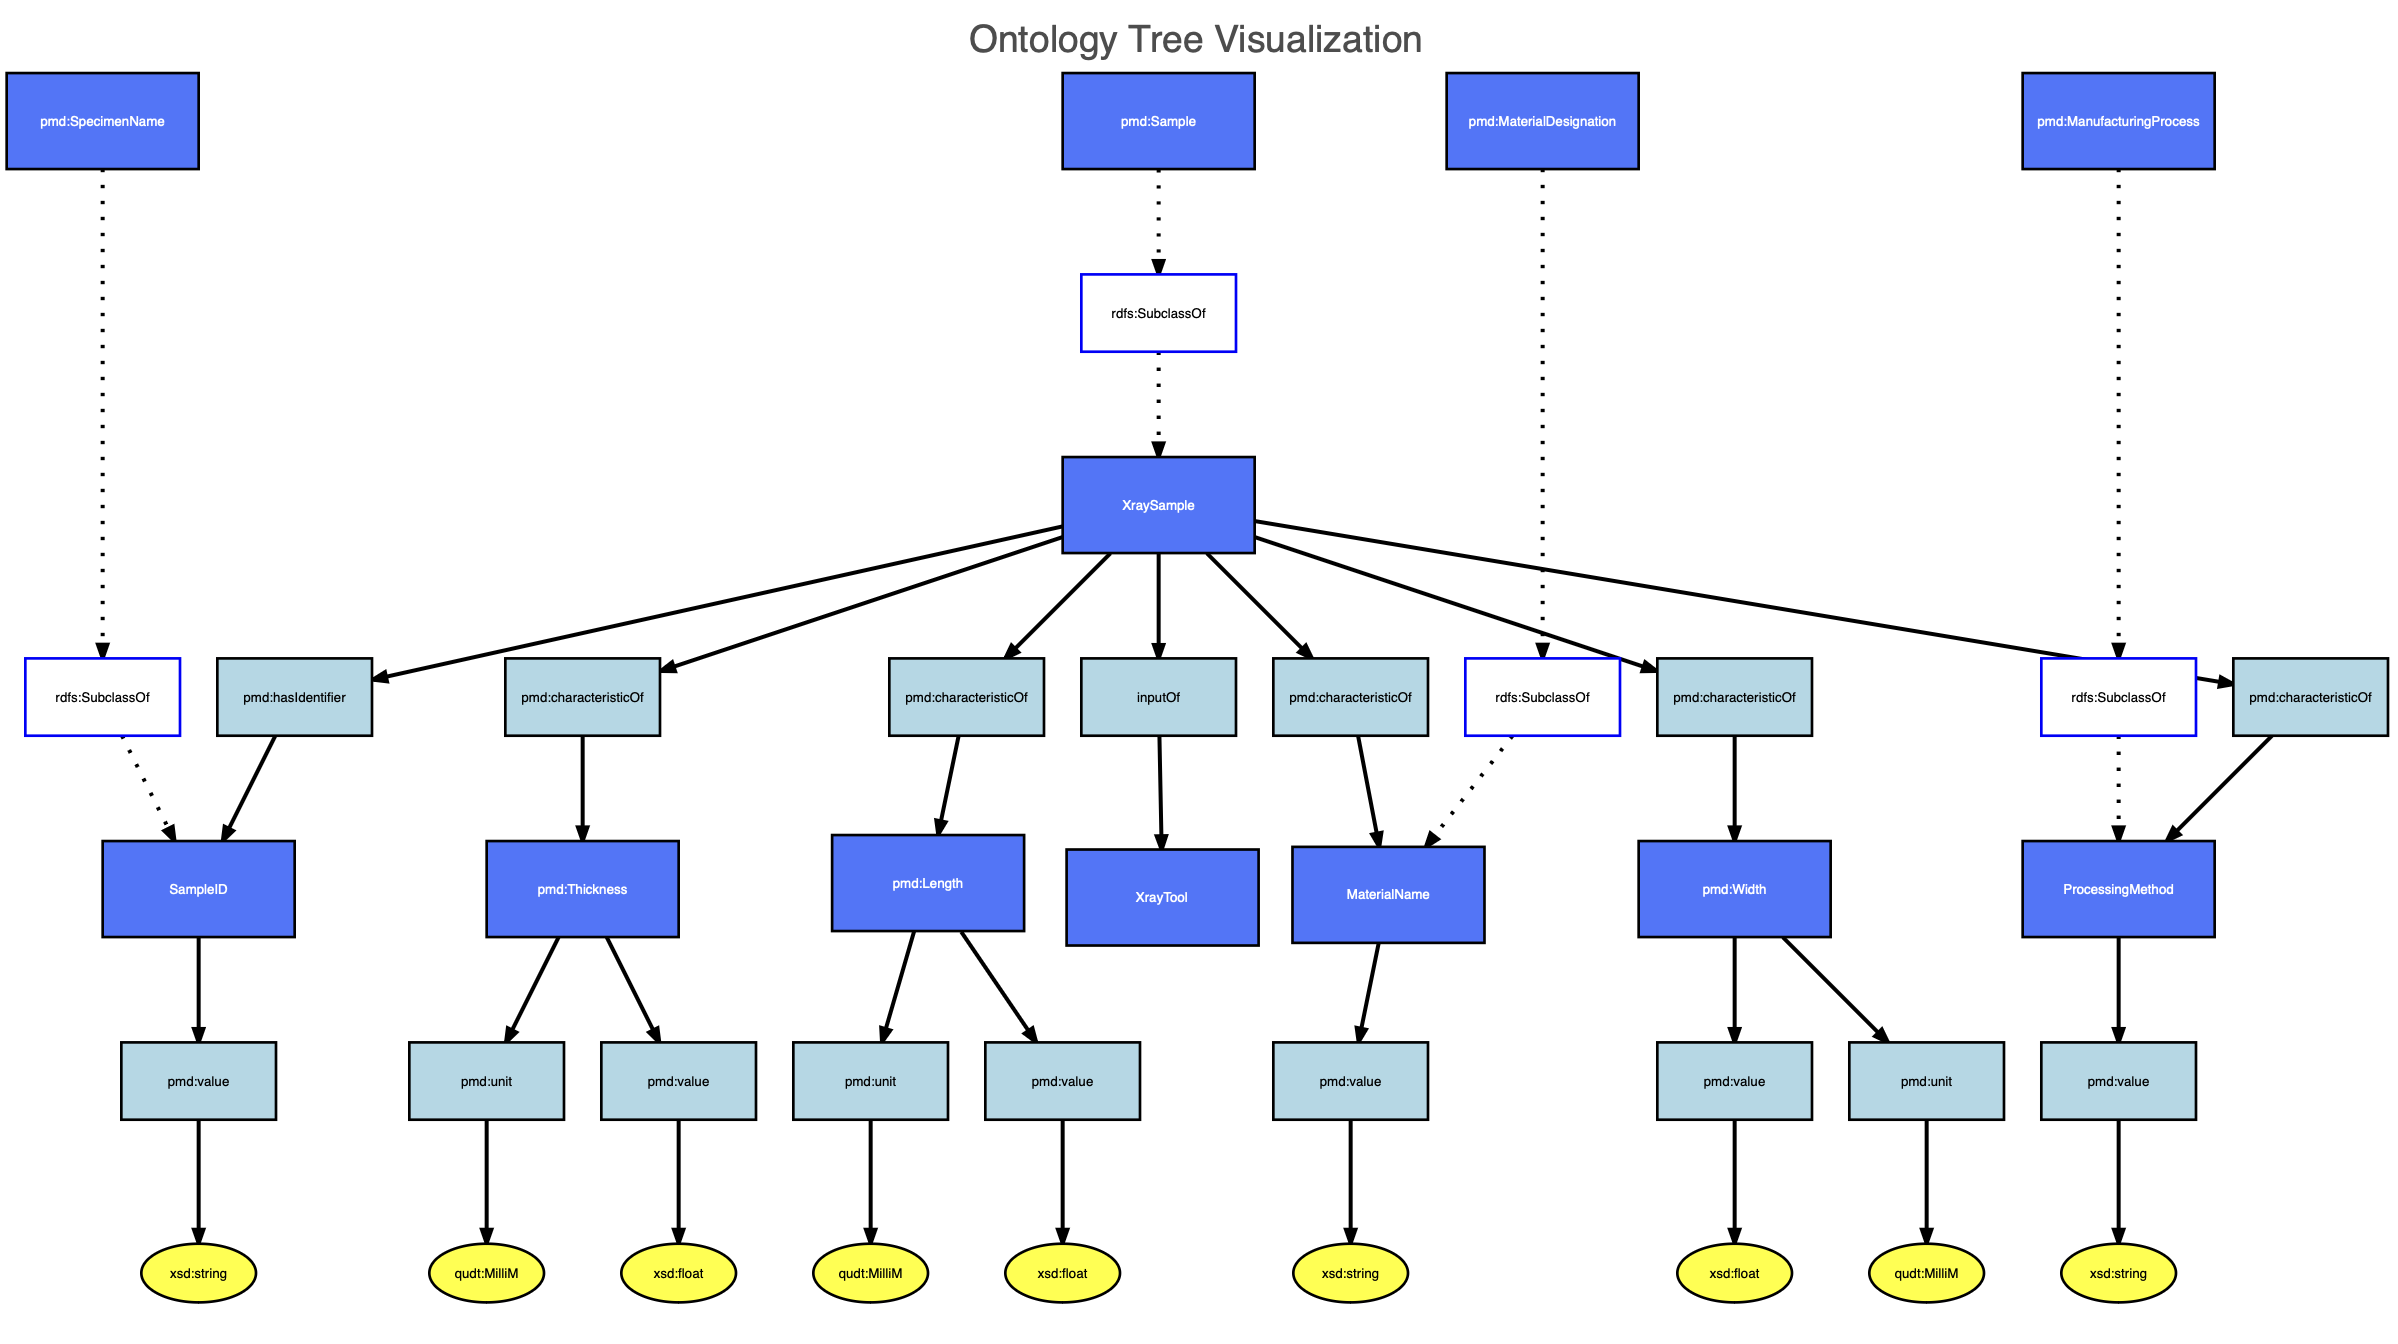 Ontology Tree Visualization
pmd:SpecimenName
pmd:Sample
pmd:MaterialDesignation
pmd:ManufacturingProcess
rdfs:SubclassOf
XraySample
rdfs:SubclassOf
pmd:hasIdentifier
pmd:characteristicOf
pmd:characteristicOf
inputOf
pmd:characteristicOf
rdfs:SubclassOf
pmd:characteristicOf
rdfs:SubclassOf
pmd:characteristicOf
SampleID
pmd:Thickness
pmd:Length
XrayTool
MaterialName
pmd:Width
ProcessingMethod
pmd:value
pmd:unit
pmd:value
pmd:unit
pmd:value
pmd:value
pmd:value
pmd:unit
pmd:value
xsd:string
qudt:MilliM
xsd:float
qudt:MilliM
xsd:float
xsd:string
xsd:float
qudt:MilliM
xsd:string